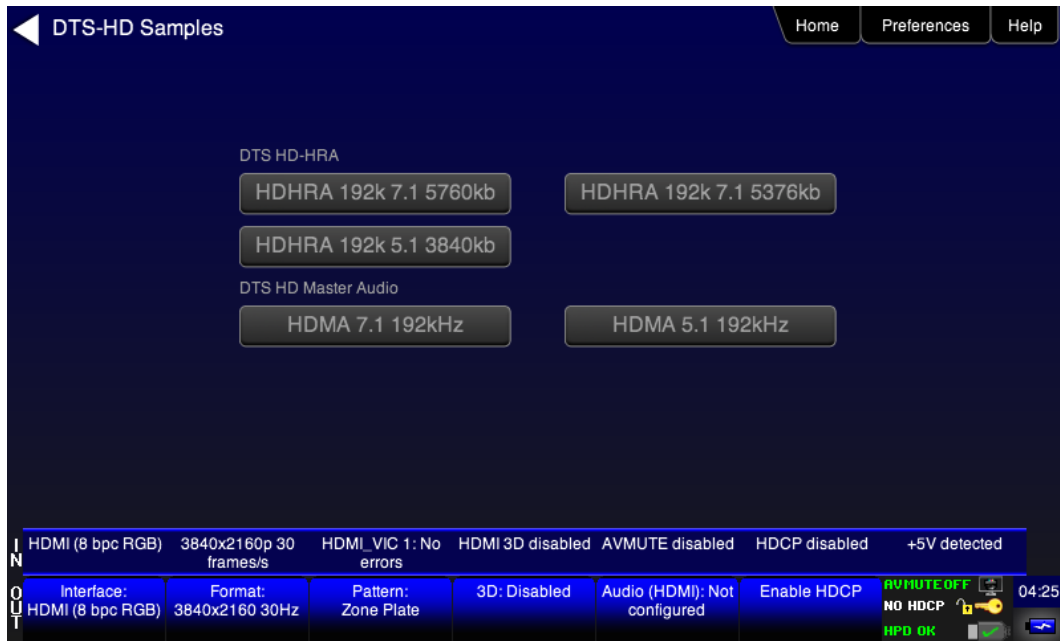 DTS-HD Samples
Home
Preferences
Help
DTS HD-HRA
HDHRA 192k 7.1 5760kb
HDHRA 192k 7.1 5376kb
HDHRA 192k 5.1 3840kb
DTS HD Master Audio
HDMA 7.1 192kHz
HDMA 5.1 192kHz
IN
HDMI (8 bpc RGB)
3840x2160p 30
frames/s
HDMI_VIC 1: No
errors
HDMI 3D disabled
AVMUTE disabled
HDCP disabled
+5V detected
OUT
Interface:
HDMI (8 bpc RGB)
Format:
3840x2160 30Hz
Pattern:
Zone Plate
3D: Disabled
Audio (HDMI): Not
configured
Enable HDCP
AVMUTEOFF
NO HDCP
HPD OK
04:25